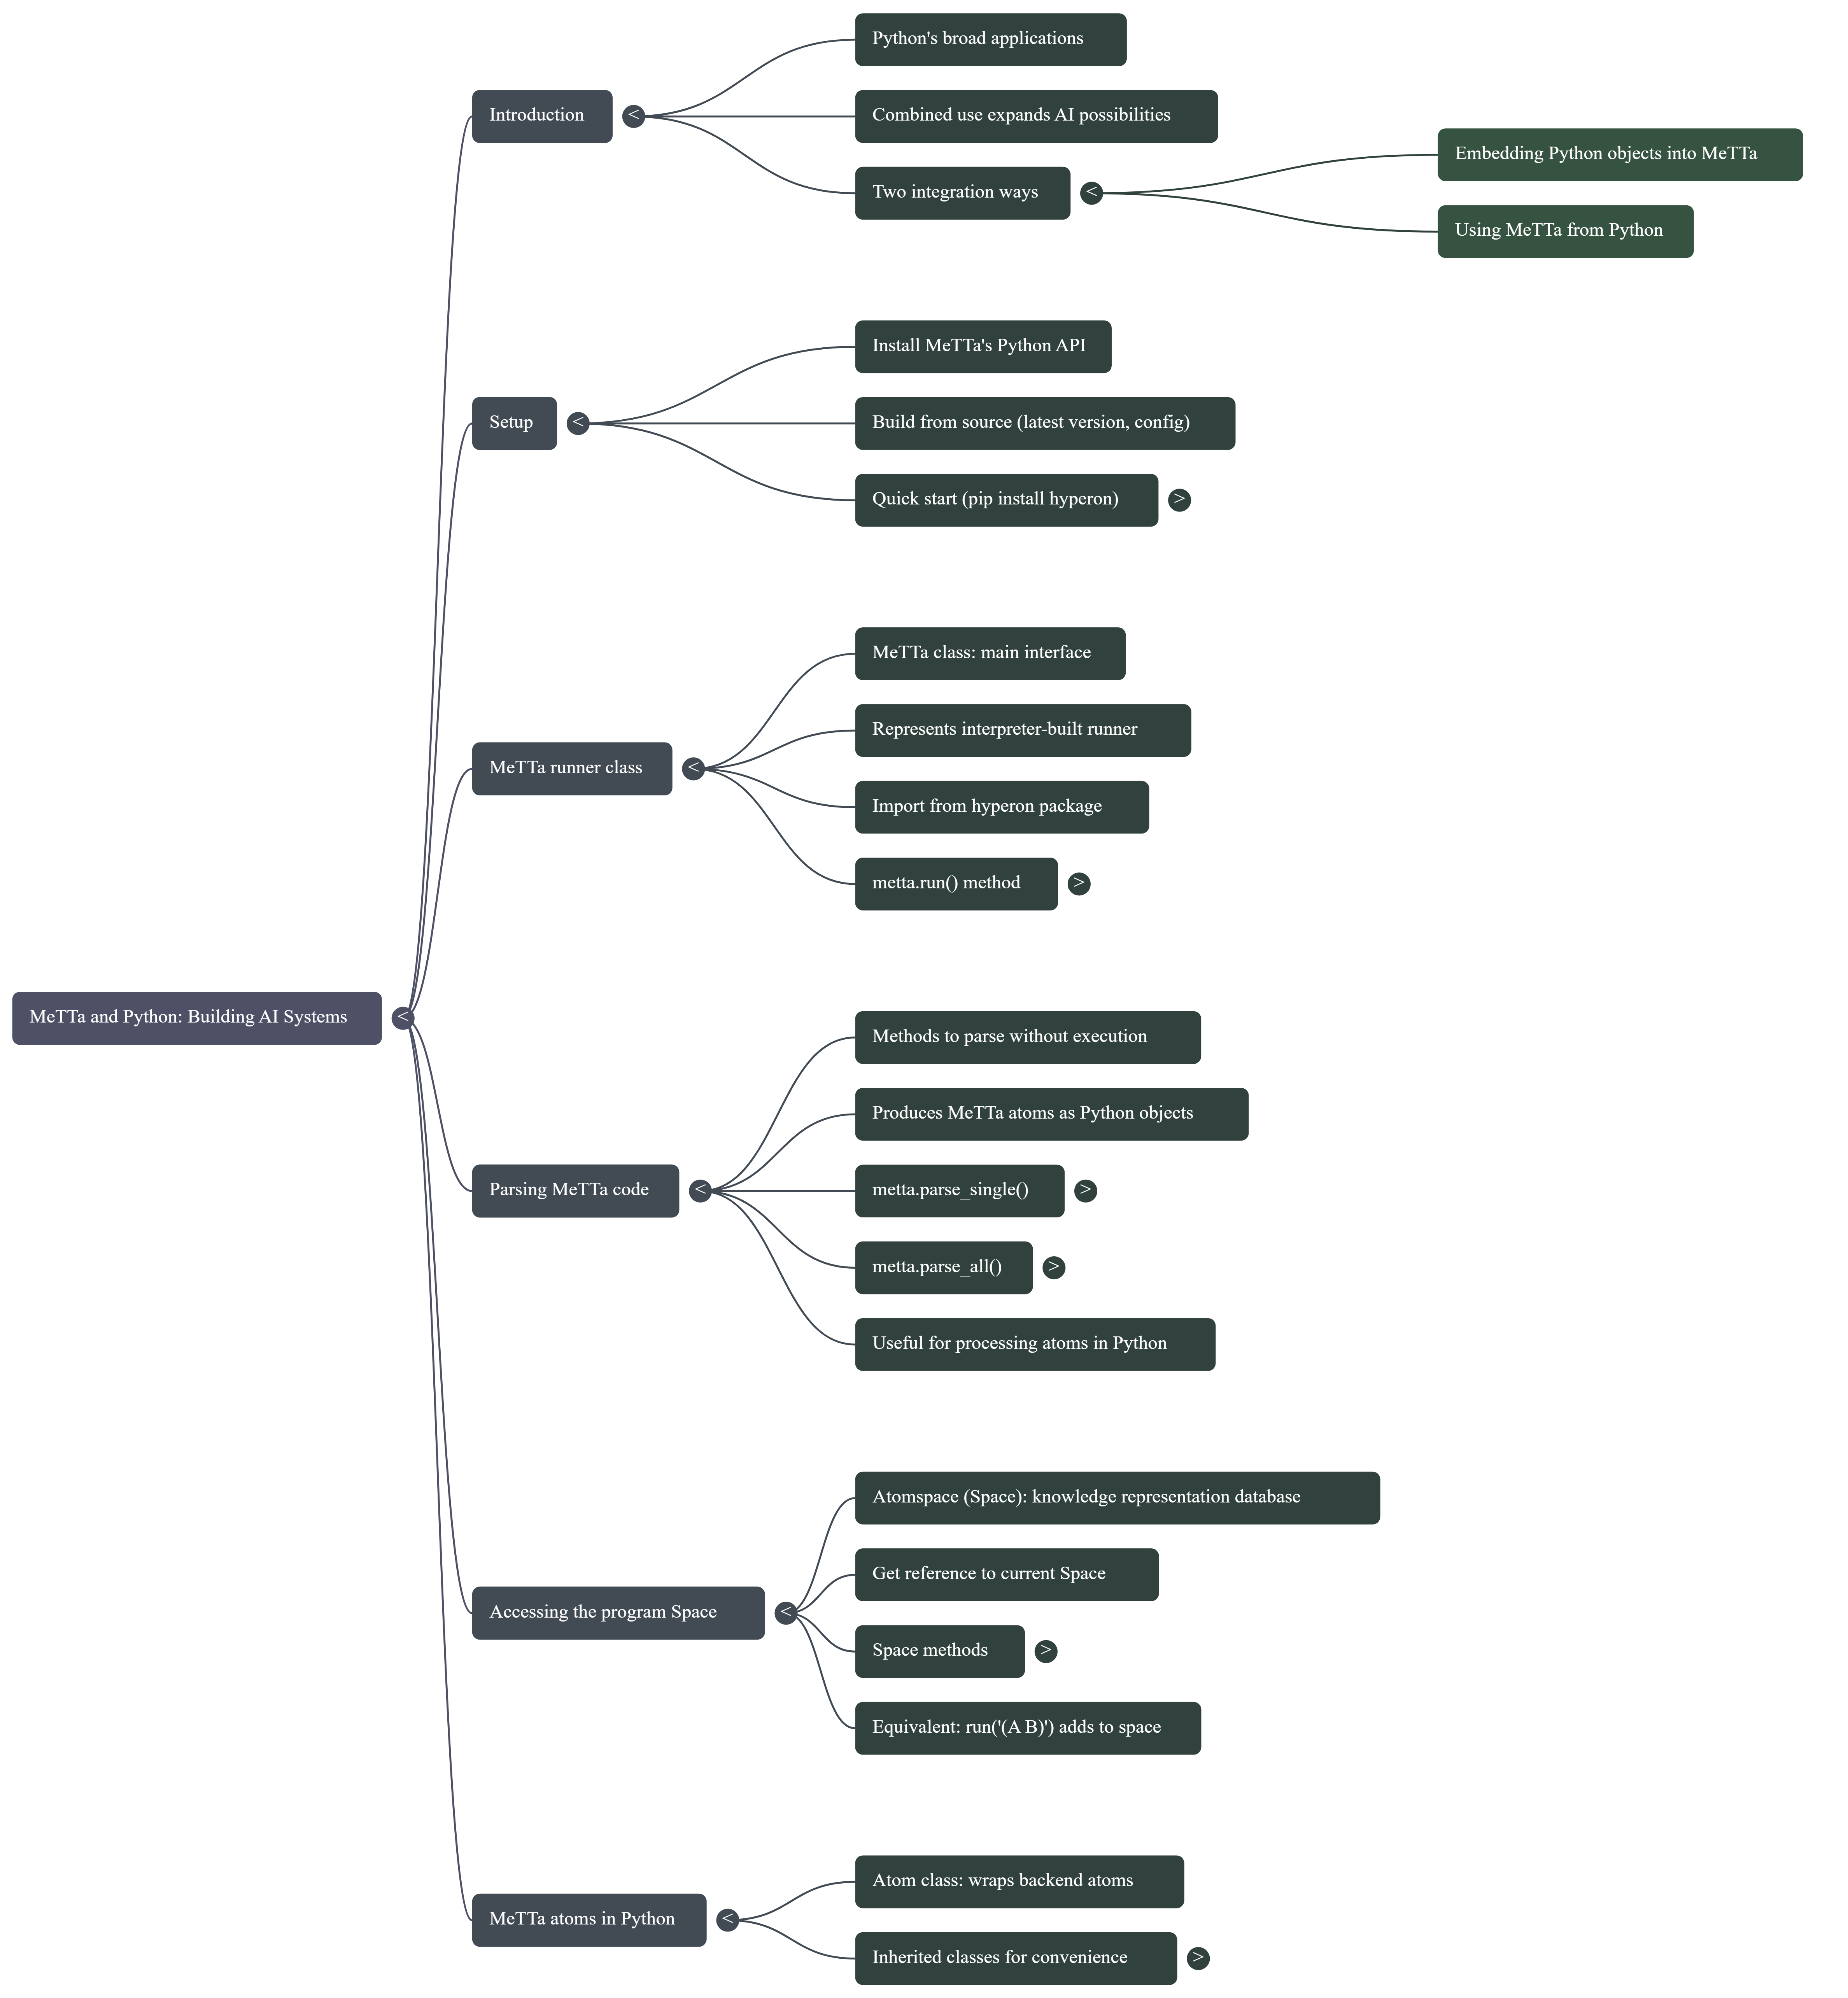 MeTTa and Python: Building AI Systems
<
Introduction
<
Python's broad applications
Combined use expands AI possibilities
Two integration ways
<
Embedding Python objects into MeTTa
Using MeTTa from Python
Setup
<
Install MeTTa's Python API
Build from source (latest version, config)
Quick start (pip install hyperon)
>
MeTTa runner class
<
MeTTa class: main interface
Represents interpreter-built runner
Import from hyperon package
metta.run() method
>
Parsing MeTTa code
<
Methods to parse without execution
Produces MeTTa atoms as Python objects
metta.parse_single()
>
metta.parse_all()
>
Useful for processing atoms in Python
Accessing the program Space
<
Atomspace (Space): knowledge representation database
Get reference to current Space
Space methods
>
Equivalent: run('(A B)') adds to space
MeTTa atoms in Python
<
Atom class: wraps backend atoms
Inherited classes for convenience
>